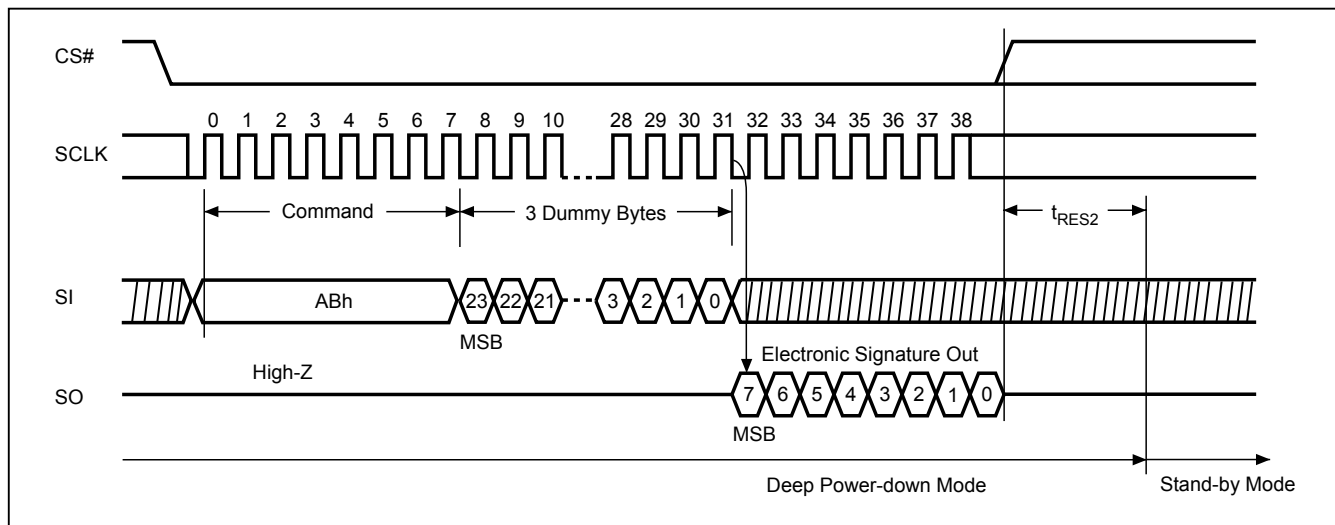 CS#
0 1 2 3 4 5 6 7 8 9 10 28 29 30 31 32 33 34 35 36 37 38
SCLK
Command 3 Dummy Bytes tRES2
SI ABh 23 22 21 3 2 1 0
MSB
Electronic Signature Out
High-Z
SO 7 6 5 4 3 2 1 0
MSB
Deep Power-down Mode Stand-by Mode